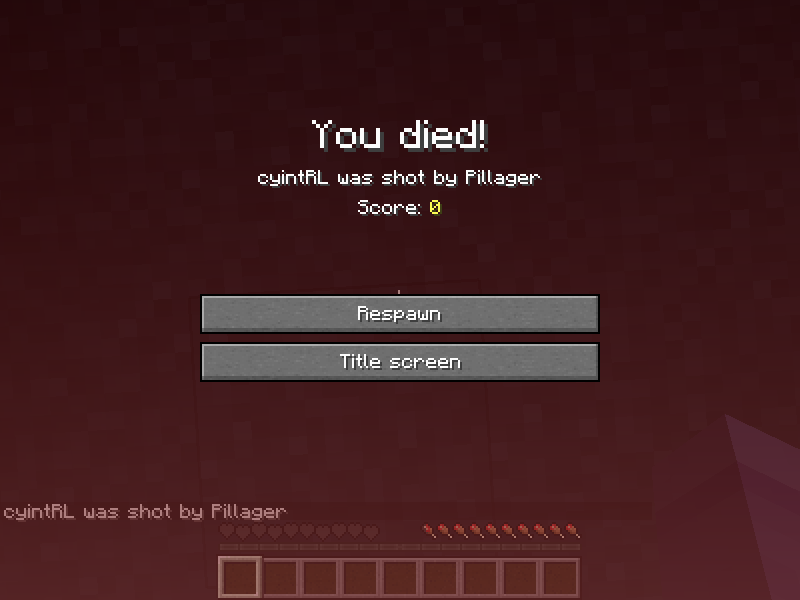 You died!
cyintRL was shot by Pillager
Score: 0
Respawn
Title screen
cyintRL was shot by Pillager